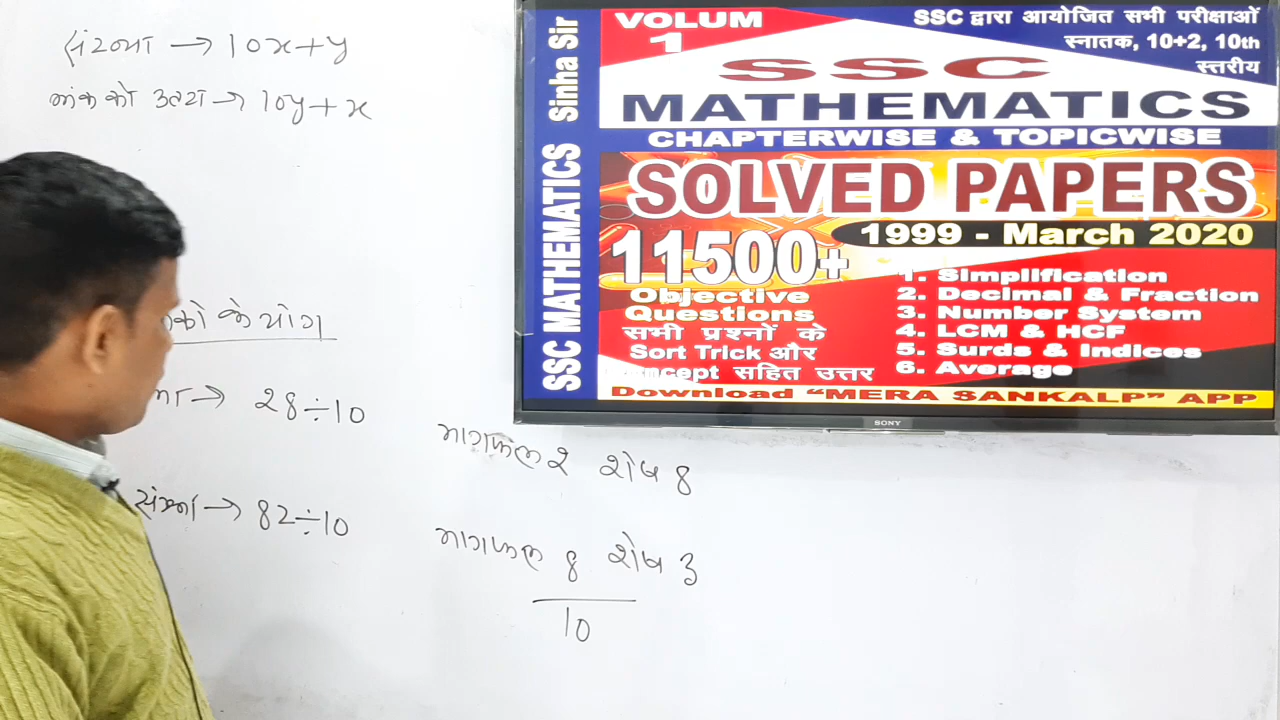 संख्या → 10x+y
अंक को उल्टा → 10y+x
को के योग
→ 28÷10
भागफल 2 शेष 8
संख्या → 82÷10
भागफल 8 शेष 3
10
SSC MATHEMATICS Sinha Sir
VOLUM
1
SSC द्वारा आयोजित सभी परीक्षाओं
स्नातक, 10+2, 10th
स्तरीय
SSC
MATHEMATICS
CHAPTERWISE & TOPICWISE
SOLVED PAPERS
1999 - March 2020
11500+
Objective
Questions
सभी प्रश्नों के
Sort Trick और
ncept सहित उत्तर
1. Simplification
2. Decimal & Fraction
3. Number System
4. LCM & HCF
5. Surds & Indices
6. Average
Download “MERA SANKALP” APP
SONY